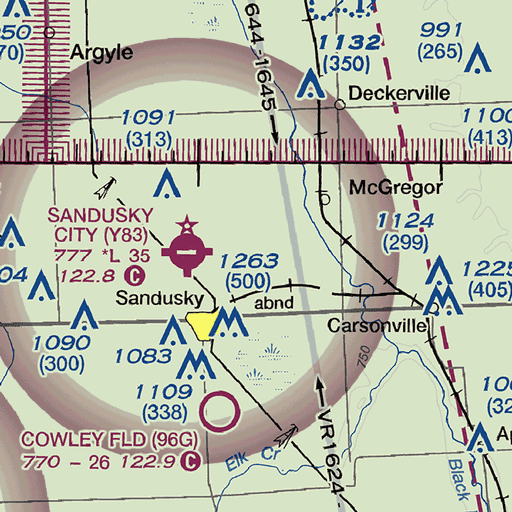 250
(70)
Argyle
644-1645
1132
(350)
991
(265)
Deckerville
1091
(313)
1100
(413)
McGregor
SANDUSKY
CITY (Y83)
777 *L 35
122.8 C
1124
(299)
1263
(500)
04
1225
(405)
Sandusky
abnd
Carsonville
1090
(300)
1083
750
1109
(338)
COWLEY FLD (96G)
770 - 26 122.9 C
Elk Cr
VR1624
Black